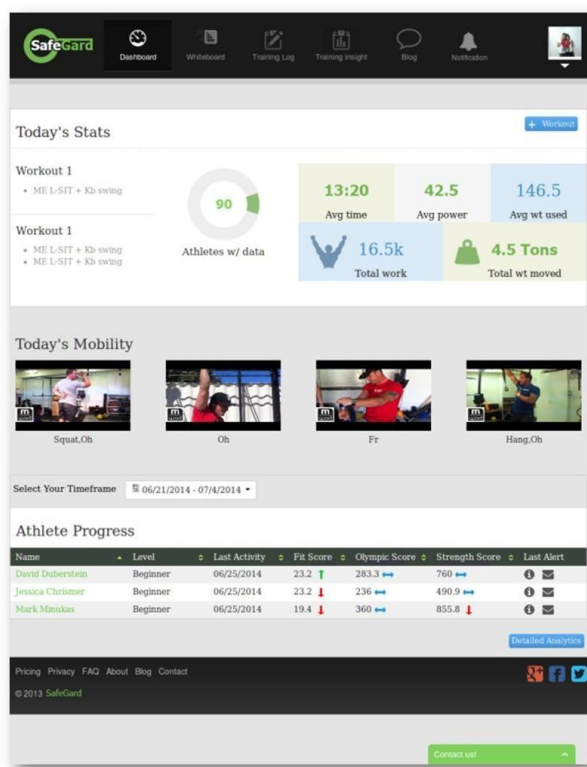 SafeGard
Dashboard
Whiteboard
Training Log
Training Insight
Blog
Notification
Today's Stats
+ Workout
Workout 1
ME L-SIT + Kb swing
Workout 1
ME L-SIT + Kb swing
ME L-SIT + Kb swing
90
Athletes w/ data
13:20
Avg time
42.5
Avg power
146.5
Avg wt used
16.5k
Total work
4.5 Tons
Total wt moved
Today's Mobility
Squat,Oh
Oh
Fr
Hang,Oh
Select Your Timeframe 06/21/2014 - 07/4/2014
Athlete Progress
Name Level Last Activity Fit Score Olympic Score Strength Score Last Alert
David Duberstein Beginner 06/25/2014 23.2 283.3 760
Jessica Chrismer Beginner 06/25/2014 23.2 236 490.9
Mark Minukas Beginner 06/25/2014 19.4 360 855.8
Detailed Analytics
Pricing Privacy FAQ About Blog Contact
© 2013 SafeGard
Contact us!